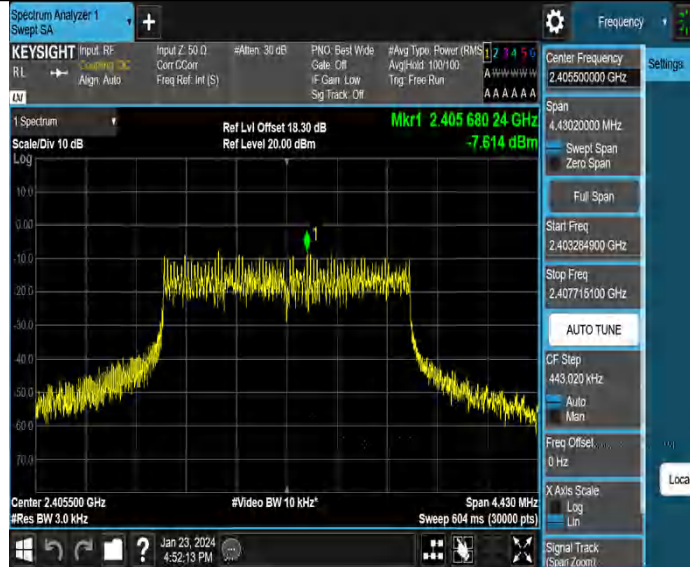 Spectrum Analyzer 1
Swept SA
+
Frequency
KEYSIGHT
RL
Input: RF
Coupling: DC
Align: Auto
Input Z: 50 Ω
Corr CCorr
Freq Ref: Int (S)
#Atten: 30 dB
PNO: Best Wide
Gate: Off
IF Gain: Low
Sig Track: Off
#Avg Type: Power (RMS
Avg|Hold: 100/100
Trig: Free Run
1 2 3 4 5 6
A W W W W W
A A A A A A
1 Spectrum
Scale/Div 10 dB
Log
Ref Lvl Offset 18.30 dB
Ref Level 20.00 dBm
Mkr1 2.405 680 24 GHz
-7.614 dBm
10.0
0.00
-10.0
-20.0
-30.0
-40.0
-50.0
-60.0
-70.0
1
Center 2.405500 GHz
#Res BW 3.0 kHz
#Video BW 10 kHz*
Span 4.430 MHz
Sweep 604 ms (30000 pts)
Center Frequency
2.405500000 GHz
Settings
Span
4.43020000 MHz
Swept Span
Zero Span
Full Span
Start Freq
2.403284900 GHz
Stop Freq
2.407715100 GHz
AUTO TUNE
CF Step
443.020 kHz
Auto
Man
Freq Offset
0 Hz
X Axis Scale
Log
Lin
Loca
Signal Track
(Span Zoom)
?
Jan 23, 2024
4:52:13 PM